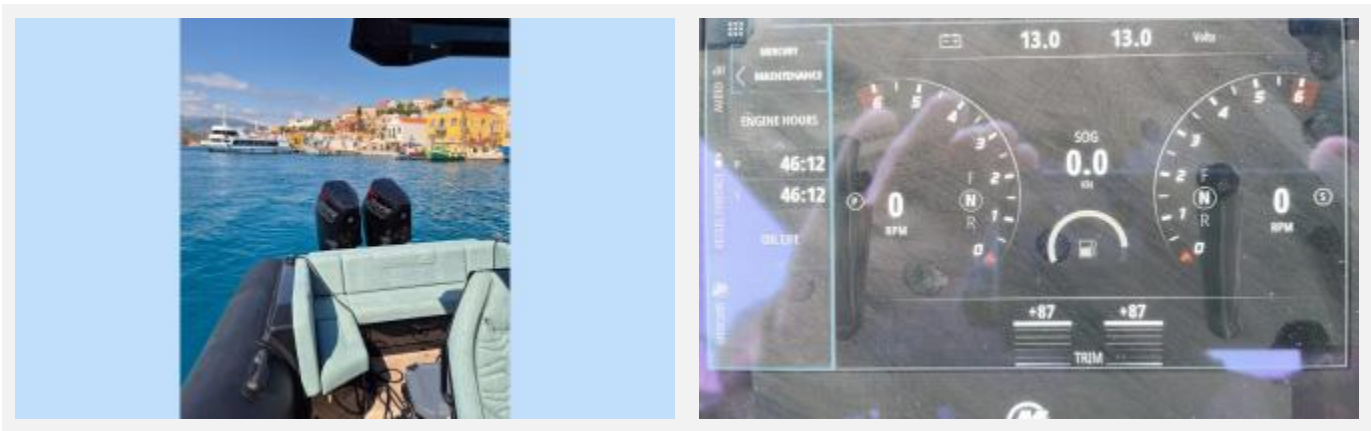 13.0 13.0 Volts
MERCURY
MAINTENANCE
ENGINE HOURS
P 46:12
46:12
OIL LIFE
6 5 4 3 2 1 0
F
N
R
P
0
RPM
SOG
0.0
KN
6 5 4 3 2 1 0
F
N
R
S
0
RPM
+87 +87
TRIM